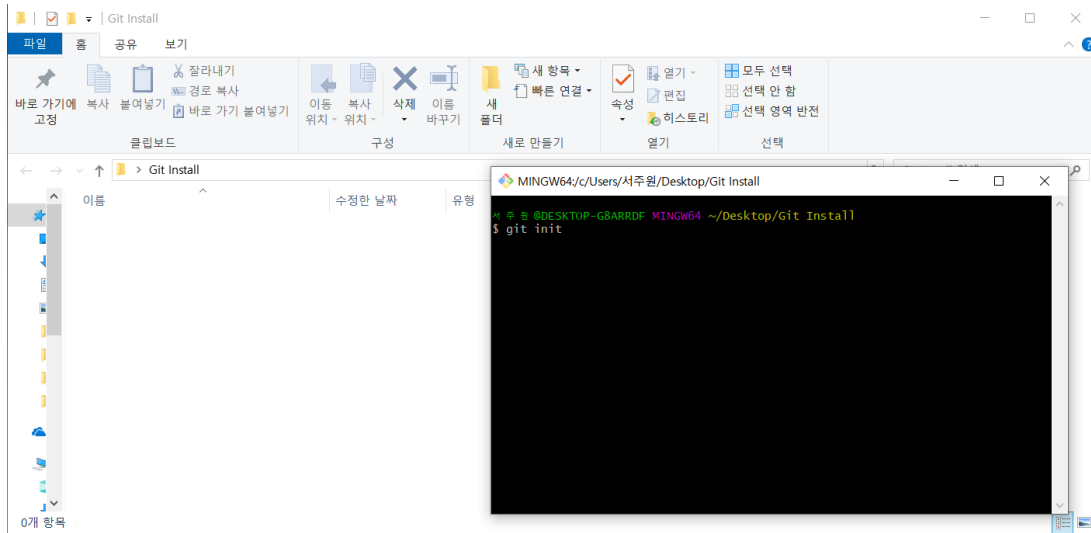 Git Install
파일 홈 공유 보기
바로 가기에 고정
복사
붙여넣기
잘라내기
경로 복사
바로 가기 붙여넣기
이동 위치
복사 위치
삭제
이름 바꾸기
새 폴더
새 항목
빠른 연결
속성
열기
편집
히스토리
모두 선택
선택 안 함
선택 영역 반전
클립보드 구성 새로 만들기 열기 선택
> Git Install
이름 수정한 날짜 유형
MINGW64:/c/Users/서주원/Desktop/Git Install
서주원@DESKTOP-G8ARRDF MINGW64 ~/Desktop/Git Install
$ git init
0개 항목